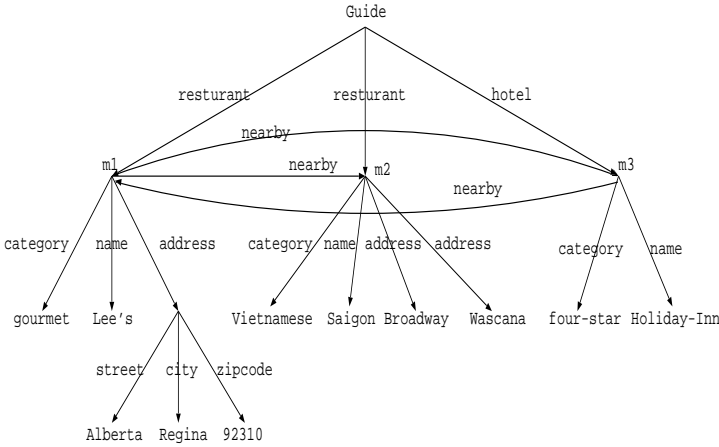 Guide
resturant resturant hotel
nearby
m1 nearby m2 m3
nearby
category name address category name address address category name
gourmet Lee's Vietnamese Saigon Broadway Wascana four-star Holiday-Inn
street city zipcode
Alberta Regina 92310